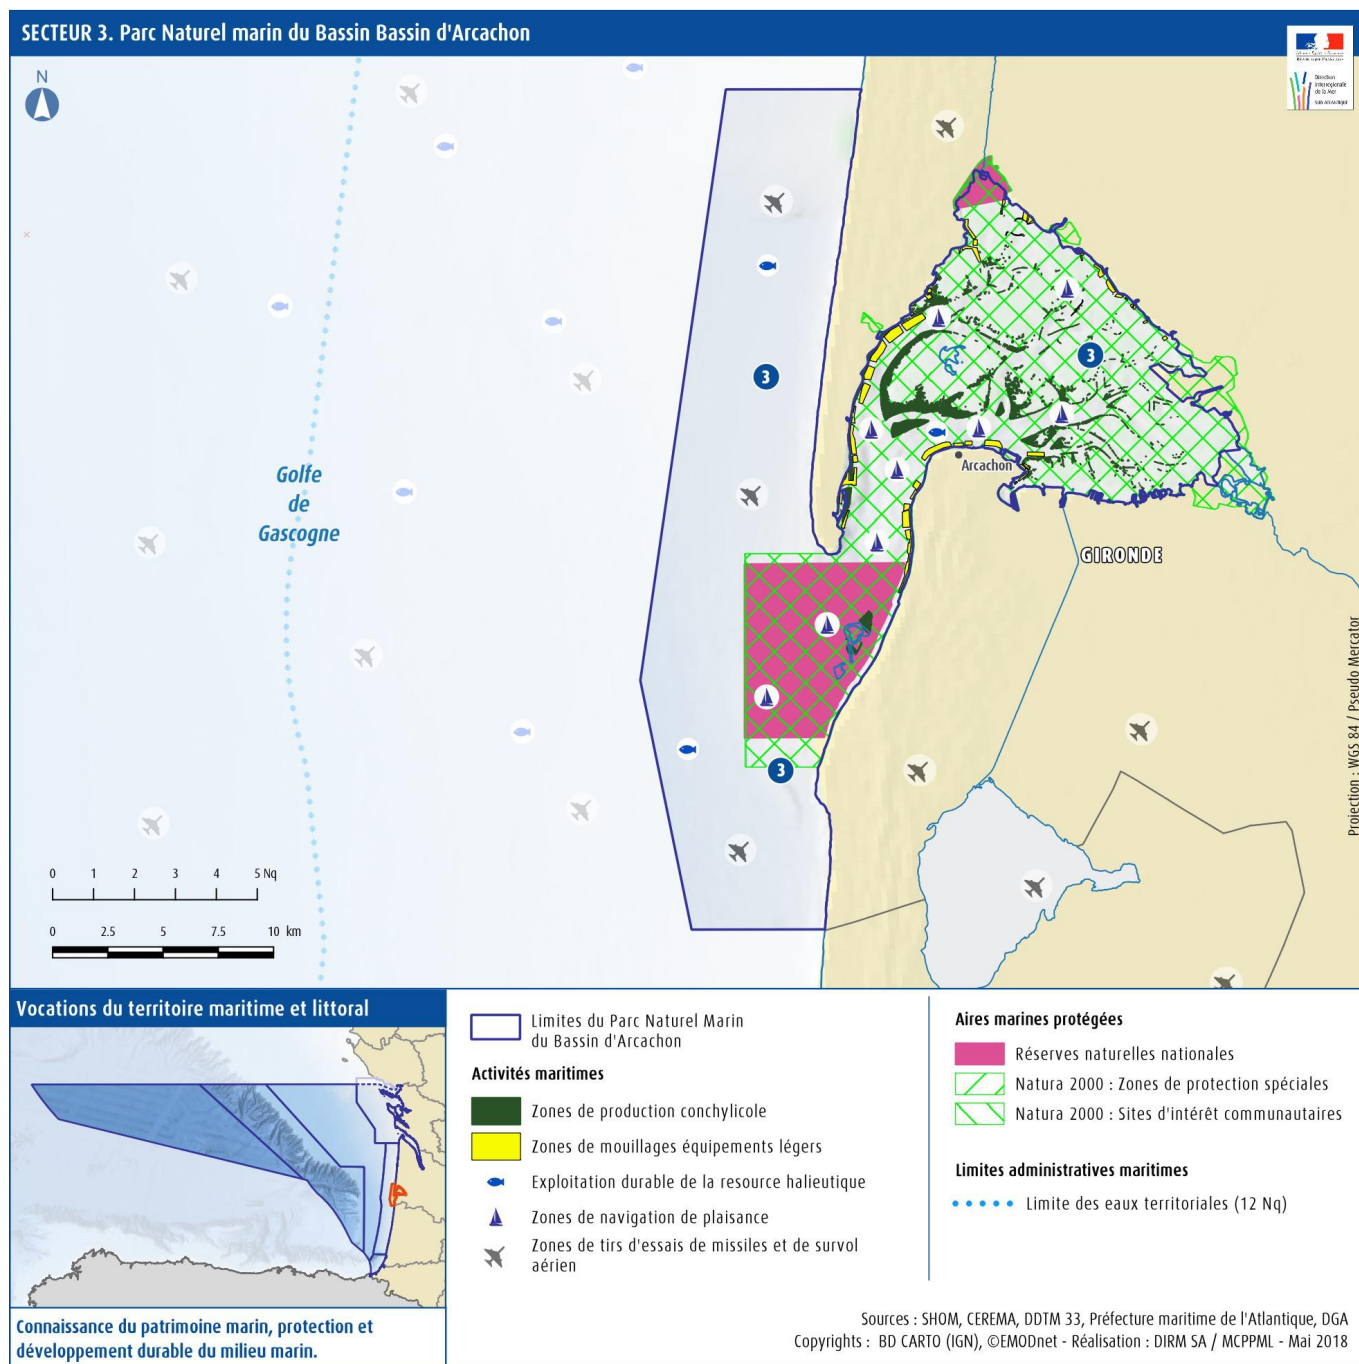 SECTEUR 3. Parc Naturel marin du Bassin Bassin d'Arcachon
N
Direction
interrégionale
de la Mer
3
3
Arcachon
Golfe
de
Gascogne
GIRONDE
3
Projection : WGS 84 / Pseudo Mercator
0 1 2 3 4 5 Nq
0 2.5 5 7.5 10 km
Vocations du territoire maritime et littoral
Connaissance du patrimoine marin, protection et
développement durable du milieu marin.
Limites du Parc Naturel Marin
du Bassin d'Arcachon
Activités maritimes
Zones de production conchylicole
Zones de mouillages équipements légers
Exploitation durable de la resource halieutique
Zones de navigation de plaisance
Zones de tirs d'essais de missiles et de survol
aérien
Aires marines protégées
Réserves naturelles nationales
Natura 2000 : Zones de protection spéciales
Natura 2000 : Sites d'intérêt communautaires
Limites administratives maritimes
Limite des eaux territoriales (12 Nq)
Sources : SHOM, CEREMA, DDTM 33, Préfecture maritime de l'Atlantique, DGA
Copyrights : BD CARTO (IGN), ©EMODnet - Réalisation : DIRM SA / MCPPML - Mai 2018